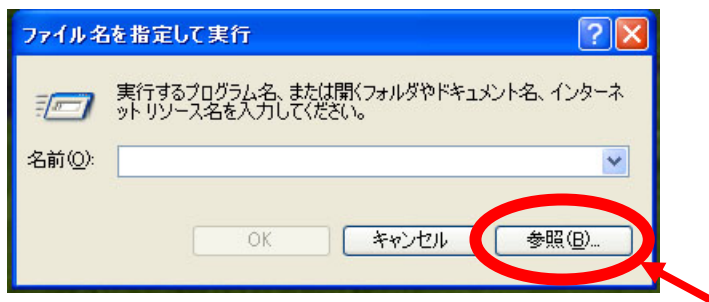 ファイル名を指定して実行
実行するプログラム名、または開くフォルダやドキュメント名、インターネ
ット リソース名を入力してください。
名前(O):
OK キャンセル 参照(B)...